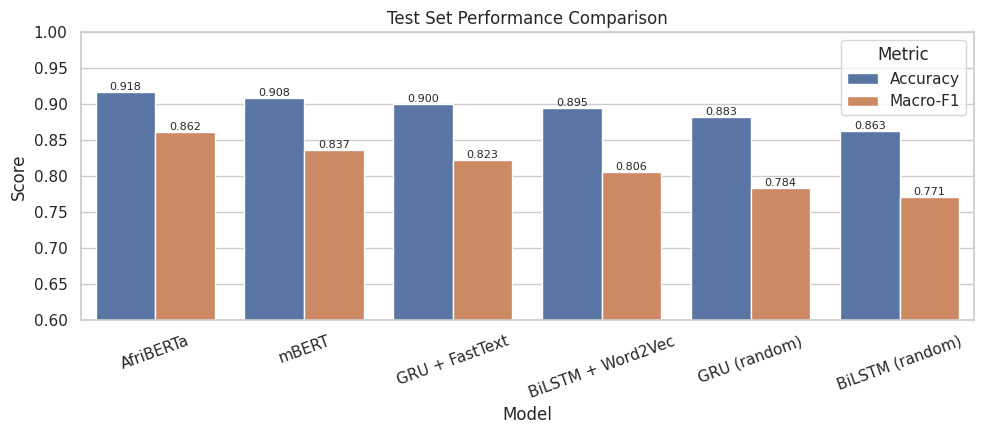 Test Set Performance Comparison
Metric
Accuracy
Macro-F1
Score
1.00
0.95
0.90
0.85
0.80
0.75
0.70
0.65
0.60
0.918
0.862
0.908
0.837
0.900
0.823
0.895
0.806
0.883
0.784
0.863
0.771
AfriBERTa
mBERT
GRU + FastText
BiLSTM + Word2Vec
GRU (random)
BiLSTM (random)
Model